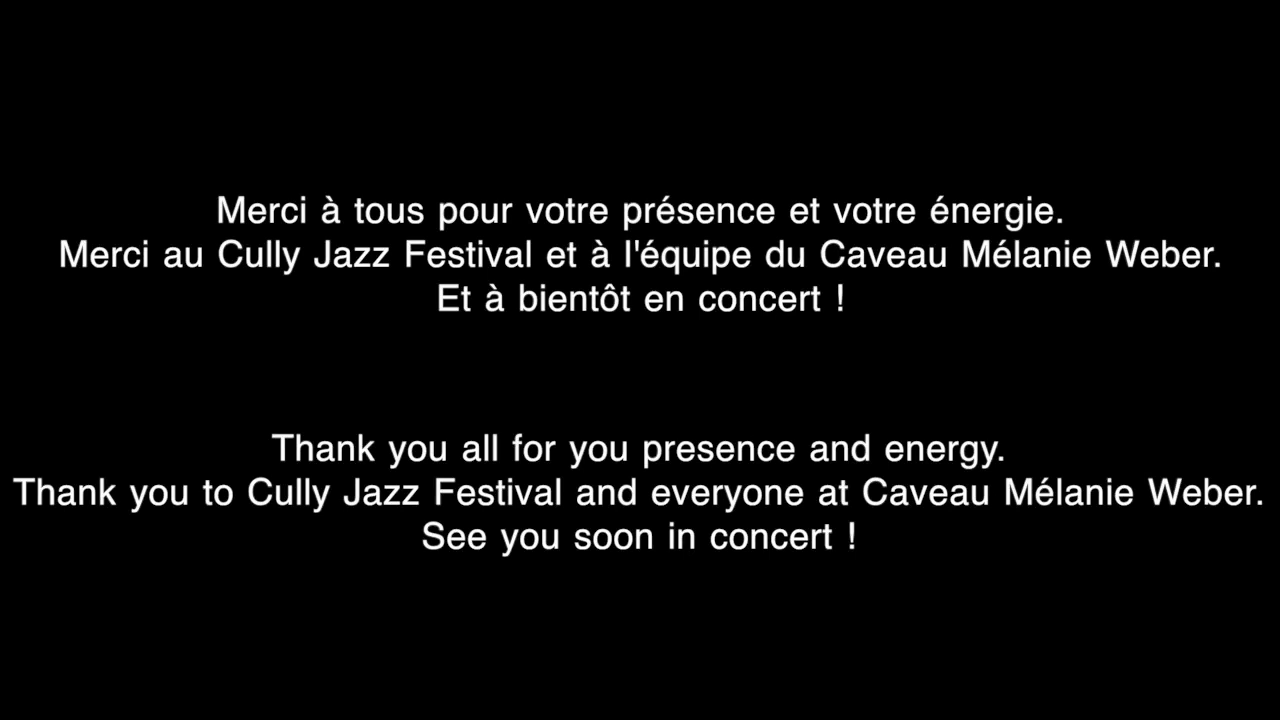 Merci à tous pour votre présence et votre énergie.
Merci au Cully Jazz Festival et à l'équipe du Caveau Mélanie Weber.
Et à bientôt en concert !
Thank you all for you presence and energy.
Thank you to Cully Jazz Festival and everyone at Caveau Mélanie Weber.
See you soon in concert !